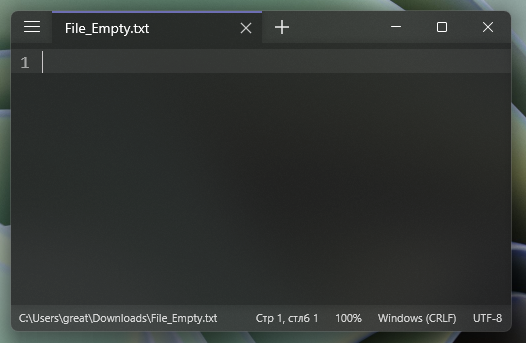 File_Empty.txt
1
C:\Users\great\Downloads\File_Empty.txt Стр 1, стлб 1 100% Windows (CRLF) UTF-8